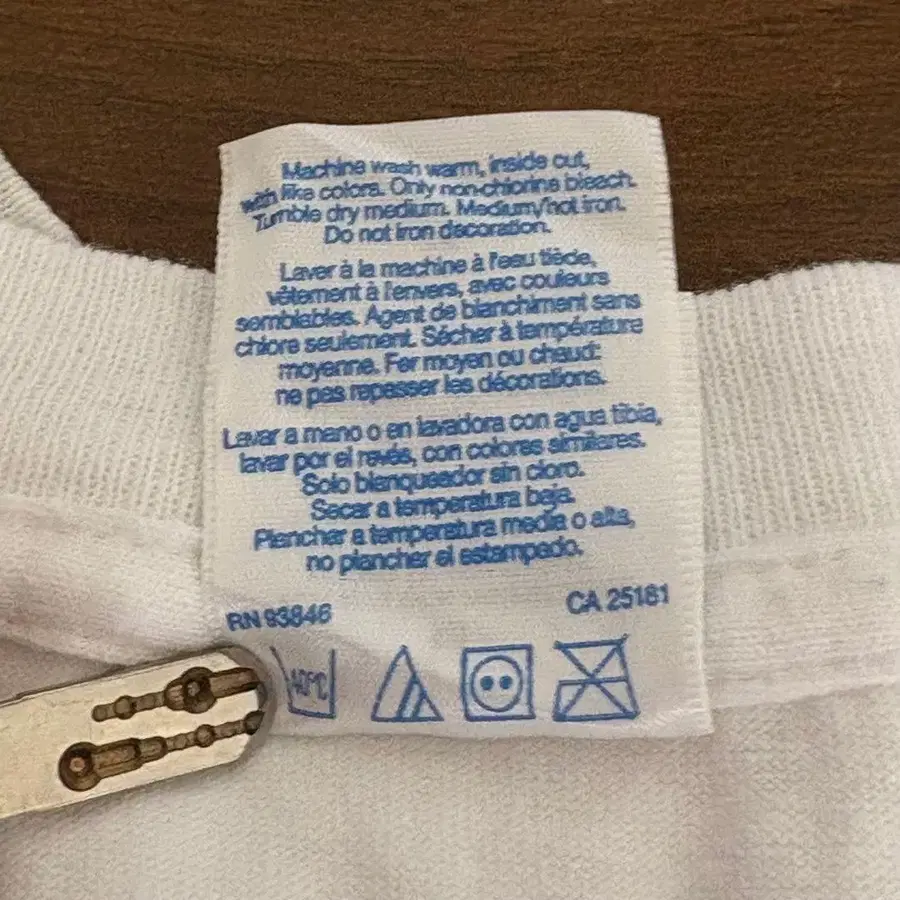 Machine wash warm, inside out,
with like colors. Only non-chlorine bleach.
Tumble dry medium. Medium/hot iron.
Do not iron decoration.
Laver à la machine à l'eau tiède,
vêtement à l'envers, avec couleurs
semblables. Agent de blanchiment sans
chlore seulement. Sécher à température
moyenne. Fer moyen ou chaud:
ne pas repasser les décorations.
Lavar a mano o en lavadora con agua tibia,
lavar por el revés, con colores similares.
Solo blanqueador sin cloro.
Secar a temperatura baja.
Planchar a temperatura media o alta,
no planchar el estampado.
RN 93846 CA 25181
40°C